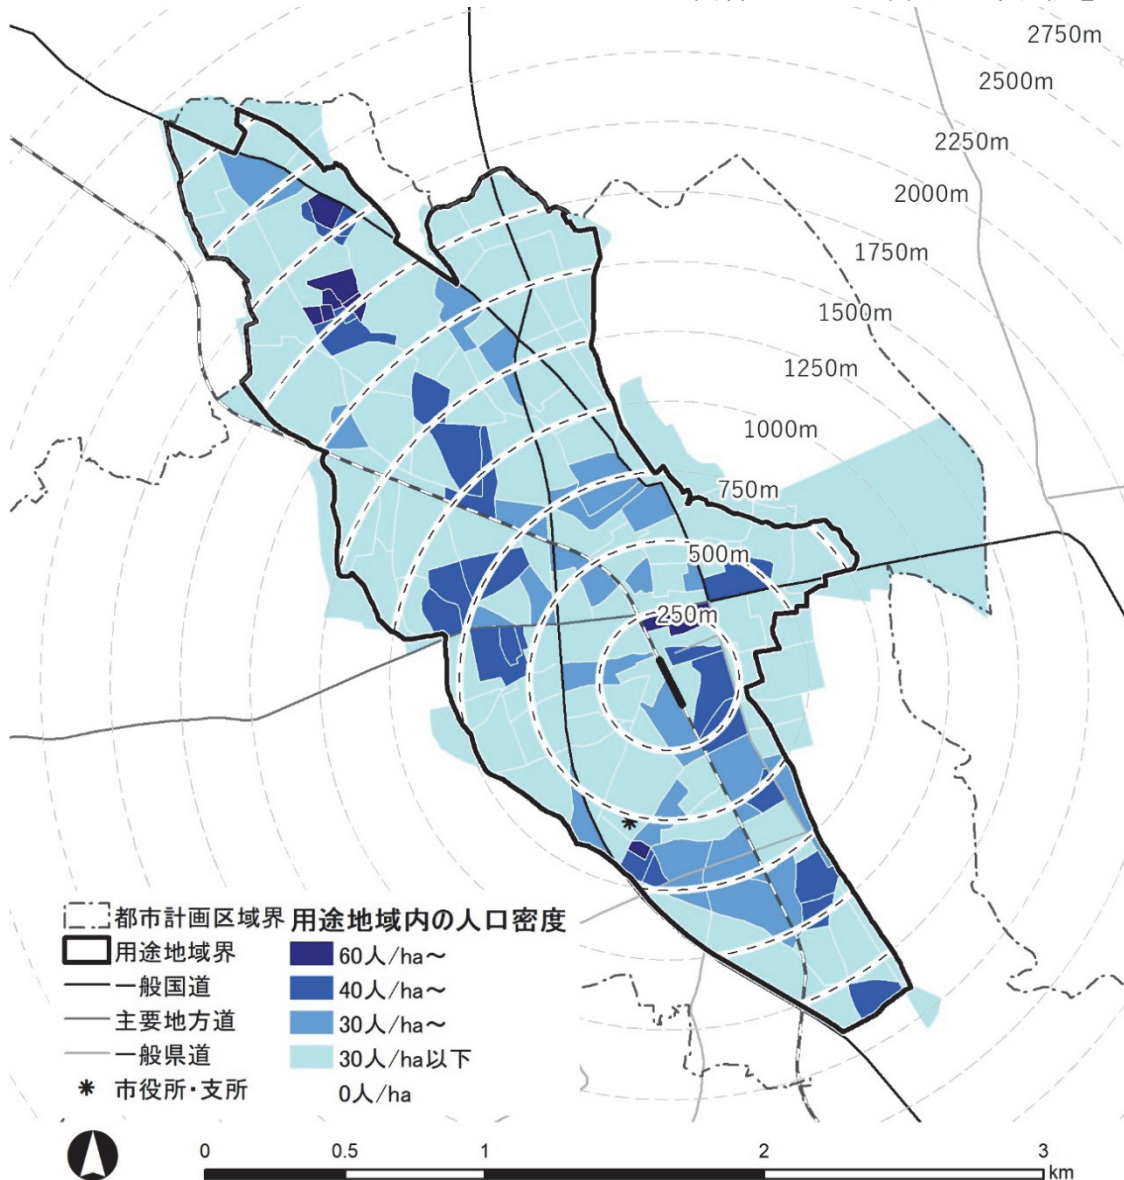 2750m
2500m
2250m
2000m
1750m
1500m
1250m
1000m
750m
500m
250m
都市計画区域界
用途地域界
一般国道
主要地方道
一般県道
市役所・支所
用途地域内の人口密度
60人/ha～
40人/ha～
30人/ha～
30人/ha以下
0人/ha
0 0.5 1 2 3
km